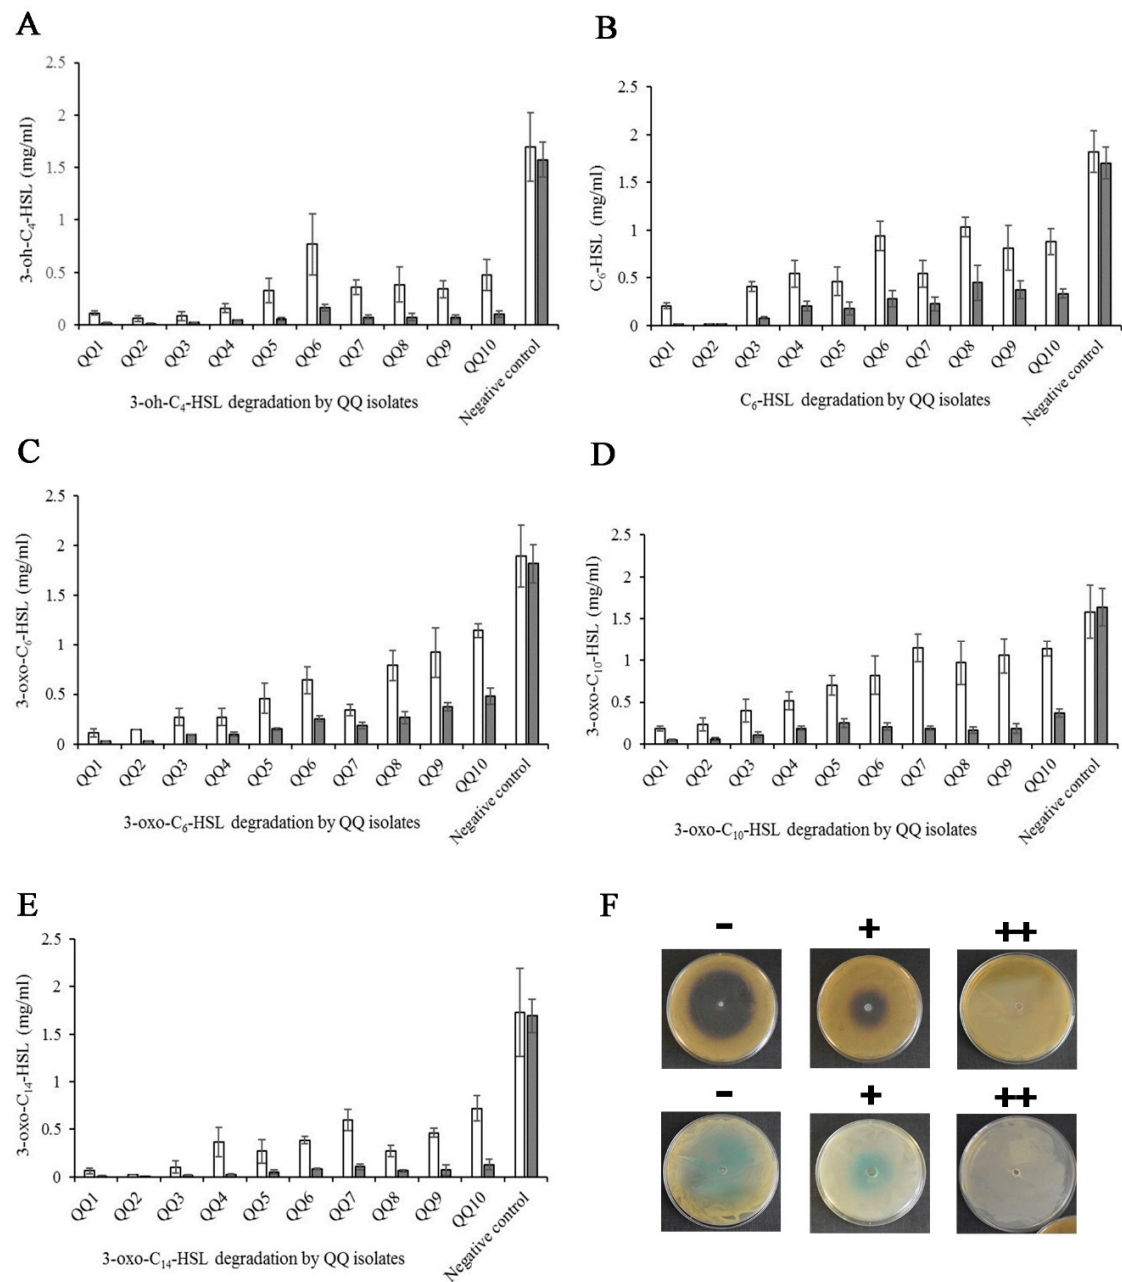 A
3-oh-C₄-HSL (mg/ml)
2.5
2
1.5
1
0.5
0
QQ1 QQ2 QQ3 QQ4 QQ5 QQ6 QQ7 QQ8 QQ9 QQ10 Negative control
3-oh-C₄-HSL degradation by QQ isolates
B
C₆-HSL (mg/ml)
2.5
2
1.5
1
0.5
0
QQ1 QQ2 QQ3 QQ4 QQ5 QQ6 QQ7 QQ8 QQ9 QQ10 Negative control
C₆-HSL degradation by QQ isolates
C
3-oxo-C₆-HSL (mg/ml)
2.5
2
1.5
1
0.5
0
QQ1 QQ2 QQ3 QQ4 QQ5 QQ6 QQ7 QQ8 QQ9 QQ10 Negative control
3-oxo-C₆-HSL degradation by QQ isolates
D
3-oxo-C₁₀-HSL (mg/ml)
2.5
2
1.5
1
0.5
0
QQ1 QQ2 QQ3 QQ4 QQ5 QQ6 QQ7 QQ8 QQ9 QQ10 Negative control
3-oxo-C₁₀-HSL degradation by QQ isolates
E
3-oxo-C₁₄-HSL (mg/ml)
2.5
2
1.5
1
0.5
0
QQ1 QQ2 QQ3 QQ4 QQ5 QQ6 QQ7 QQ8 QQ9 QQ10 Negative control
3-oxo-C₁₄-HSL degradation by QQ isolates
F
- + ++
- + ++